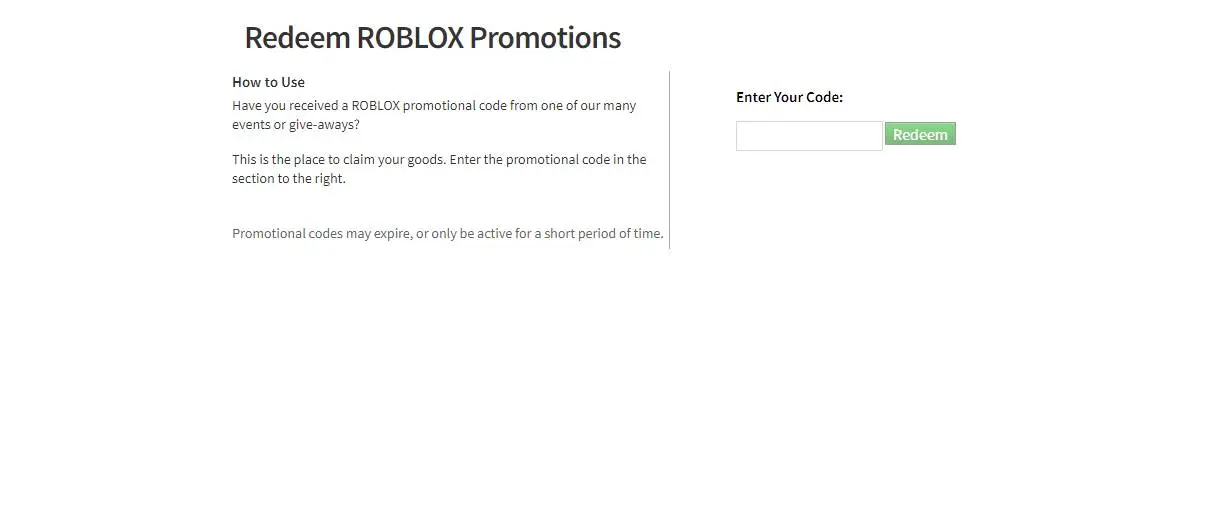 Redeem ROBLOX Promotions
How to Use
Have you received a ROBLOX promotional code from one of our many
events or give-aways?
This is the place to claim your goods. Enter the promotional code in the
section to the right.
Promotional codes may expire, or only be active for a short period of time.
Enter Your Code:
Redeem